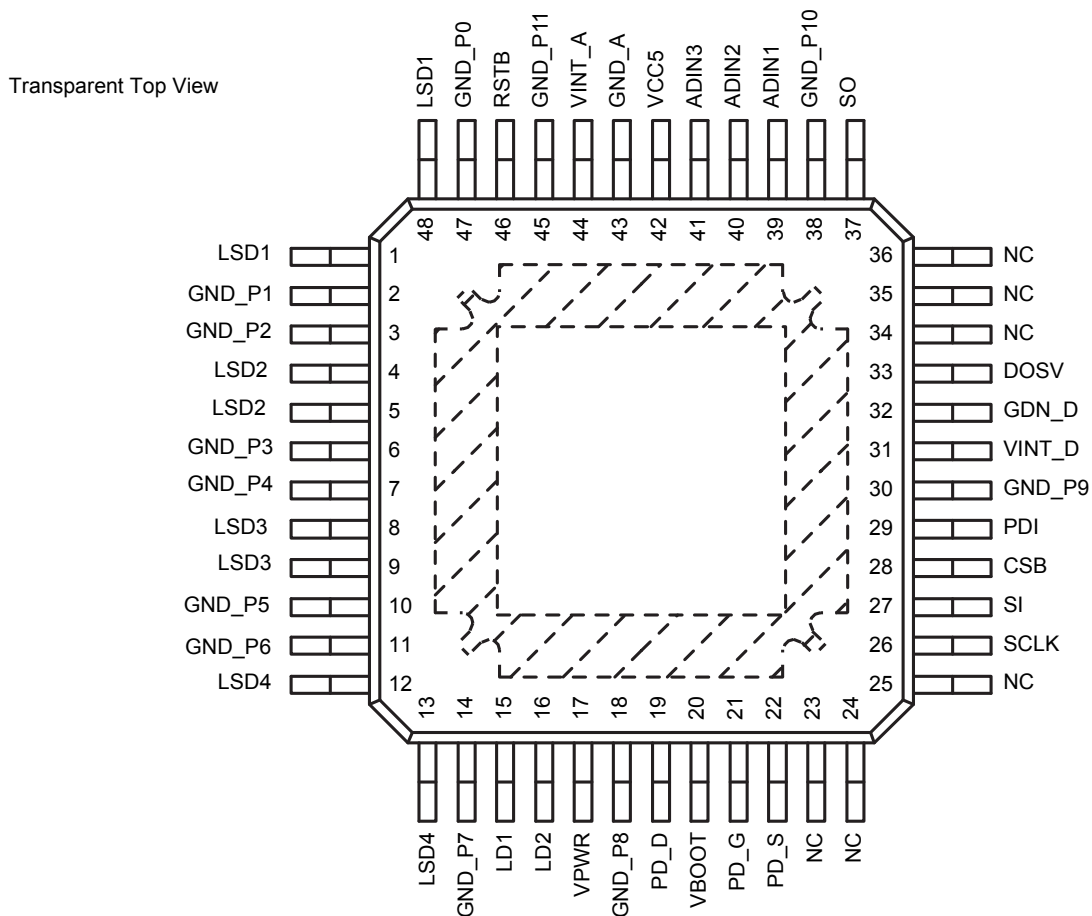 Transparent Top View
LSD1
GND_P0
RSTB
GND_P11
VINT_A
GND_A
VCC5
ADIN3
ADIN2
ADIN1
GND_P10
SO
48
47
46
45
44
43
42
41
40
39
38
37
LSD1 1
GND_P1 2
GND_P2 3
LSD2 4
LSD2 5
GND_P3 6
GND_P4 7
LSD3 8
LSD3 9
GND_P5 10
GND_P6 11
LSD4 12
36 NC
35 NC
34 NC
33 DOSV
32 GDN_D
31 VINT_D
30 GND_P9
29 PDI
28 CSB
27 SI
26 SCLK
25 NC
13
14
15
16
17
18
19
20
21
22
23
24
LSD4
GND_P7
LD1
LD2
VPWR
GND_P8
PD_D
VBOOT
PD_G
PD_S
NC
NC